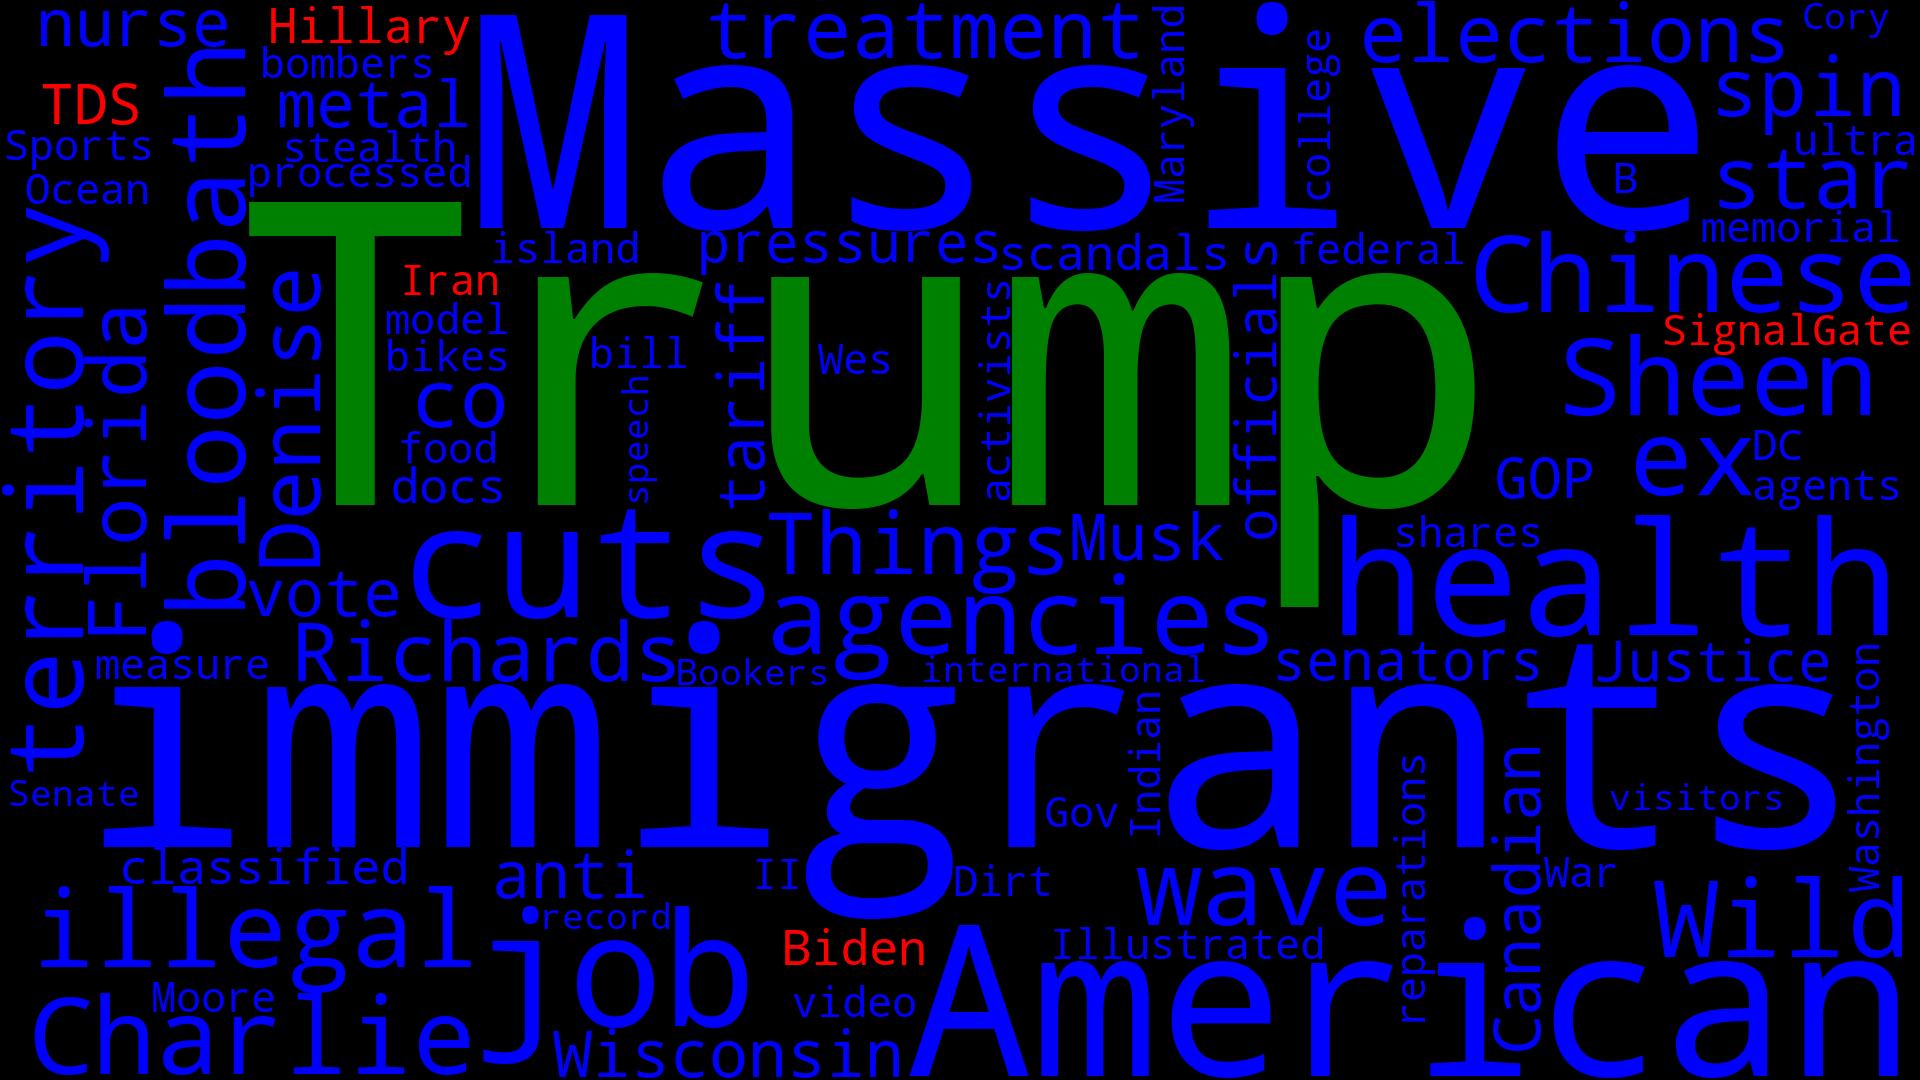 nurse
Hillary
Massive
treatment
elections
Cory
bombers
TDS
metal
Maryland
college
spin
Sports
stealth
ultra
processed
Ocean
bloodbath
B
star
memorial
Trump
island
pressures
scandals
federal
Chinese
territory
Florida
Denise
Iran
model
bikes
bill
tariff
Wes
activists
officials
SignalGate
Sheen
co
speech
food
docs
GOP
ex
DC
agents
cuts
Things
Musk
shares
health
vote
agencies
measure
Richards
Bookers
international
senators
Justice
immigrants
Washington
Indian
Senate
Gov
reparations
Canadian
visitors
classified
anti
II
Dirt
wave
War
Wild
illegal
record
job
Biden
Illustrated
American
Moore
video
Charlie
Wisconsin